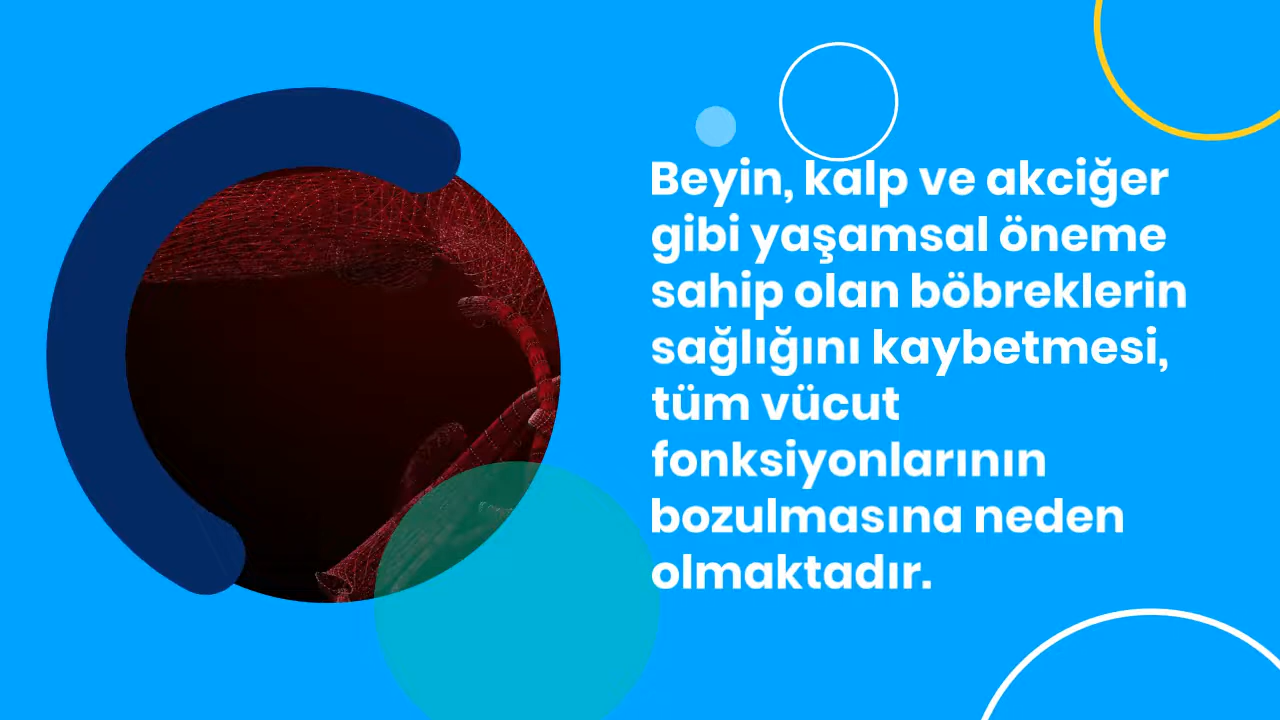 Beyin, kalp ve akciğer
gibi yaşamsal öneme
sahip olan böbreklerin
sağlığını kaybetmesi,
tüm vücut
fonksiyonlarının
bozulmasına neden
olmaktadır.